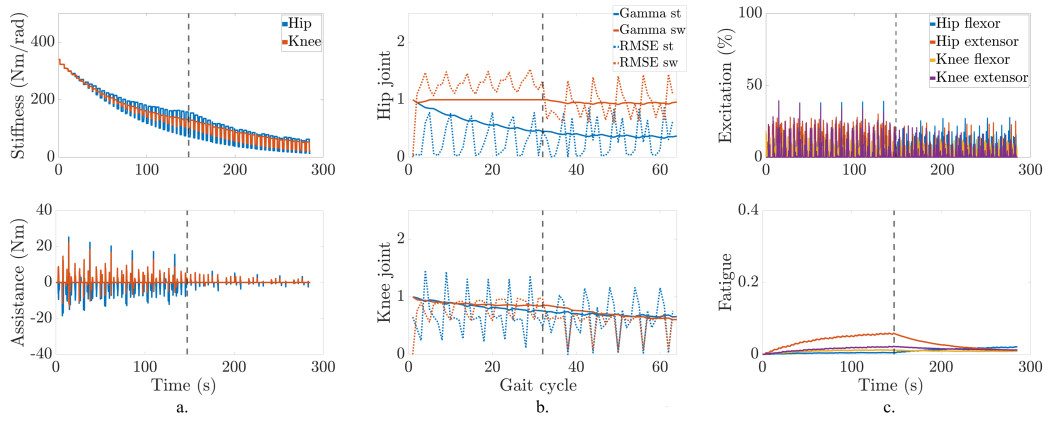 Stiffness (Nm/rad)
400
200
0
0 100 200 300
Hip
Knee
Assistance (Nm)
40
20
0
-20
-40
0 100 200 300
Time (s)
a.
Hip joint
2
1
0
0 20 40 60
Gamma st
Gamma sw
RMSE st
RMSE sw
Knee joint
2
1
0
0 20 40 60
Gait cycle
b.
Excitation (%)
100
50
0
0 100 200 300
Hip flexor
Hip extensor
Knee flexor
Knee extensor
Fatigue
0.4
0.2
0
0 100 200 300
Time (s)
c.